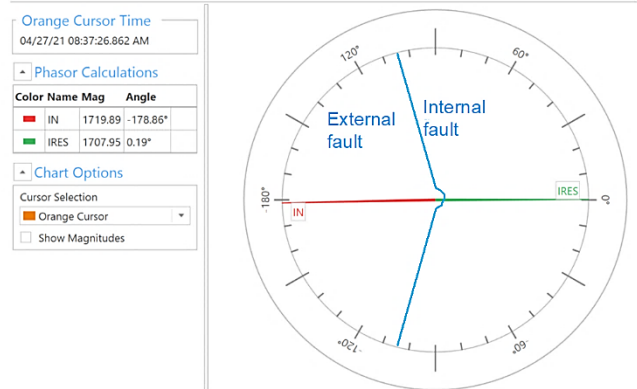 Orange Cursor Time
04/27/21 08:37:26.862 AM
Phasor Calculations
Color Name Mag Angle
IN 1719.89 -178.86°
IRES 1707.95 0.19°
Chart Options
Cursor Selection
Orange Cursor
Show Magnitudes
120°
60°
External fault
Internal fault
-180°
IN
IRES
0°
-120°
-60°